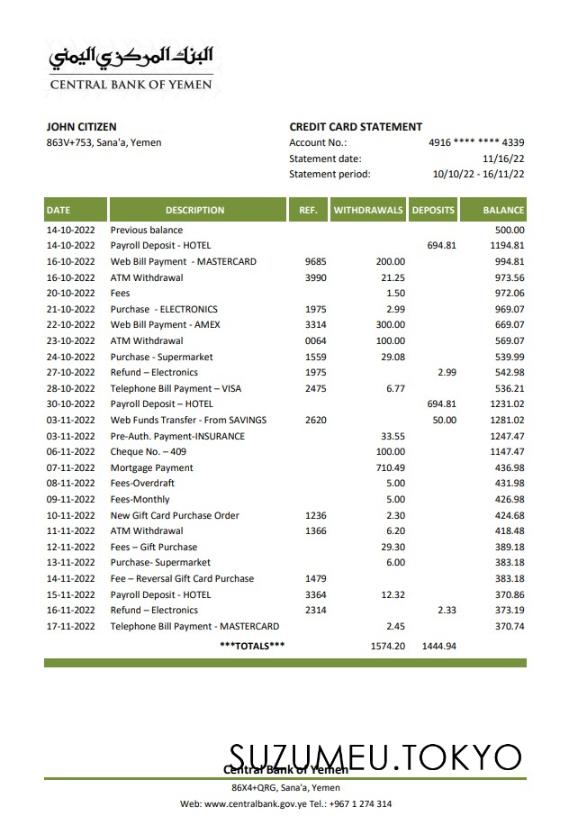 البنك المركزي اليمني
CENTRAL BANK OF YEMEN
JOHN CITIZEN
863V+753, Sana'a, Yemen
CREDIT CARD STATEMENT
Account No.: 4916 **** **** 4339
Statement date: 11/16/22
Statement period: 10/10/22 - 16/11/22
DATE DESCRIPTION REF. WITHDRAWALS DEPOSITS BALANCE
14-10-2022 Previous balance 500.00
14-10-2022 Payroll Deposit - HOTEL 694.81 1194.81
16-10-2022 Web Bill Payment - MASTERCARD 9685 200.00 994.81
16-10-2022 ATM Withdrawal 3990 21.25 973.56
20-10-2022 Fees 1.50 972.06
21-10-2022 Purchase - ELECTRONICS 1975 2.99 969.07
22-10-2022 Web Bill Payment - AMEX 3314 300.00 669.07
23-10-2022 ATM Withdrawal 0064 100.00 569.07
24-10-2022 Purchase - Supermarket 1559 29.08 539.99
27-10-2022 Refund – Electronics 1975 2.99 542.98
28-10-2022 Telephone Bill Payment – VISA 2475 6.77 536.21
30-10-2022 Payroll Deposit – HOTEL 694.81 1231.02
03-11-2022 Web Funds Transfer - From SAVINGS 2620 50.00 1281.02
03-11-2022 Pre-Auth. Payment-INSURANCE 33.55 1247.47
06-11-2022 Cheque No. – 409 100.00 1147.47
07-11-2022 Mortgage Payment 710.49 436.98
08-11-2022 Fees-Overdraft 5.00 431.98
09-11-2022 Fees-Monthly 5.00 426.98
10-11-2022 New Gift Card Purchase Order 1236 2.30 424.68
11-11-2022 ATM Withdrawal 1366 6.20 418.48
12-11-2022 Fees – Gift Purchase 29.30 389.18
13-11-2022 Purchase- Supermarket 6.00 383.18
14-11-2022 Fee – Reversal Gift Card Purchase 1479 383.18
15-11-2022 Payroll Deposit - HOTEL 3364 12.32 370.86
16-11-2022 Refund – Electronics 2314 2.33 373.19
17-11-2022 Telephone Bill Payment - MASTERCARD 2.45 370.74
***TOTALS*** 1574.20 1444.94
SUZUMEU.TOKYO
Central Bank of Yemen
86X4+QRG, Sana'a, Yemen
Web: www.centralbank.gov.ye Tel.: +967 1 274 314